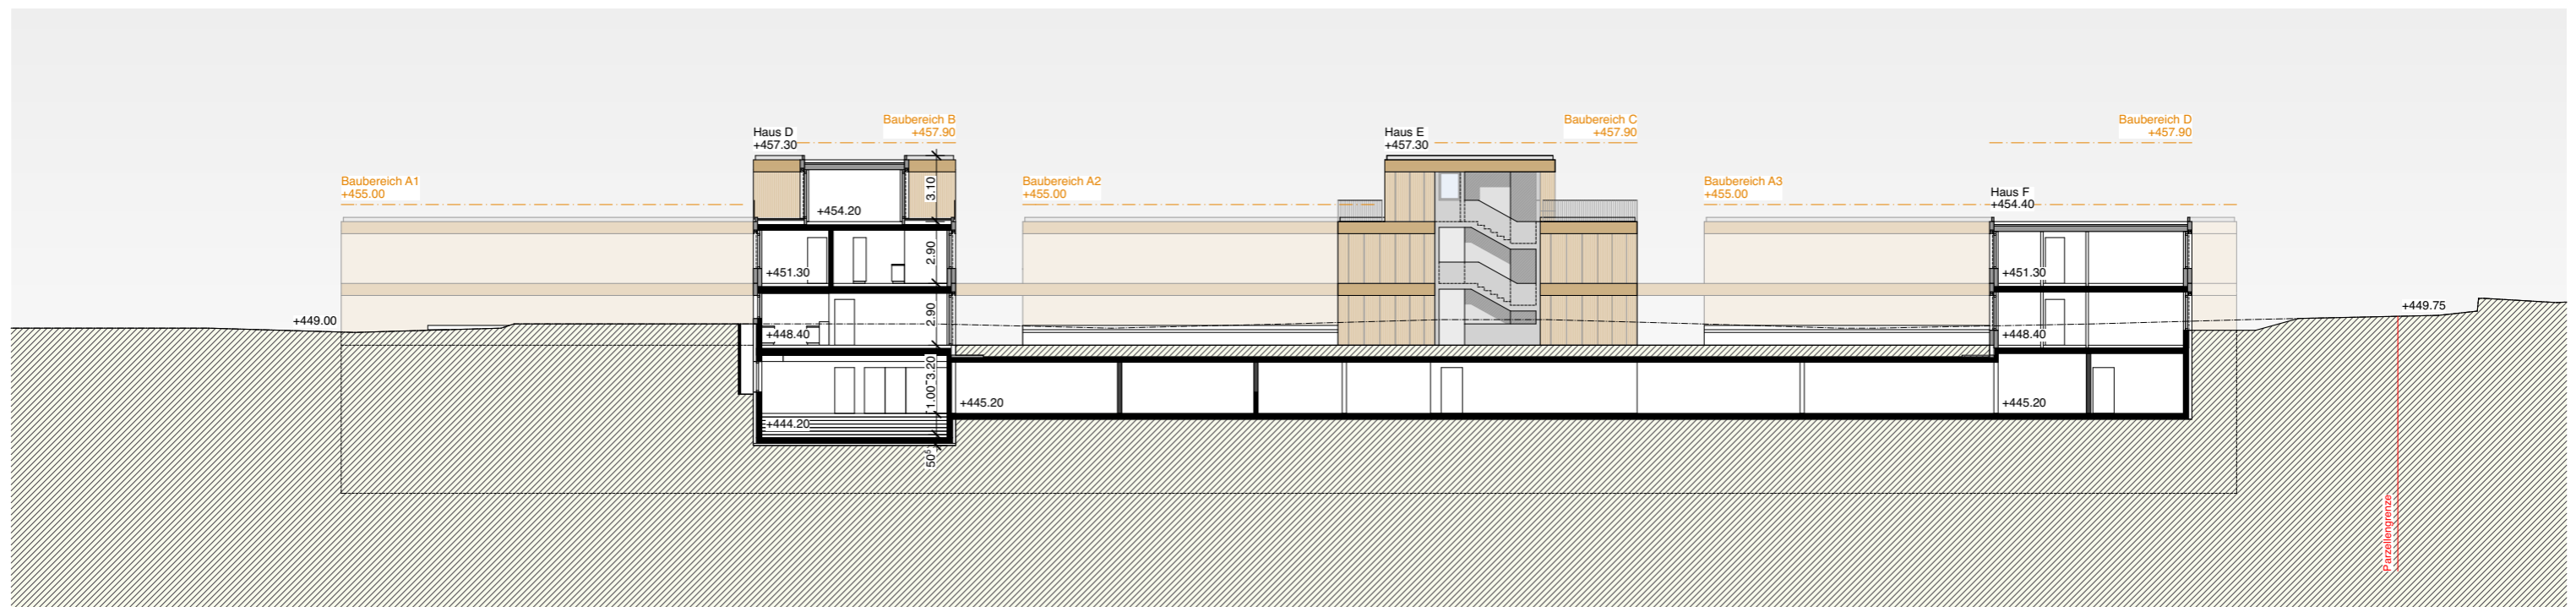 Baubereich B
+457.90
Haus D
+457.30
Baubereich C
+457.90
Haus E
+457.30
Baubereich D
+457.90
Baubereich A1
+455.00
Baubereich A2
+455.00
Baubereich A3
+455.00
Haus F
+454.40
3.10
+454.20
2.90
+451.30
+451.30
+449.00
+449.75
2.90
+448.40
+448.40
3.20
1.00
+445.20
+445.20
+444.20
50⁵
Parzellengrenze